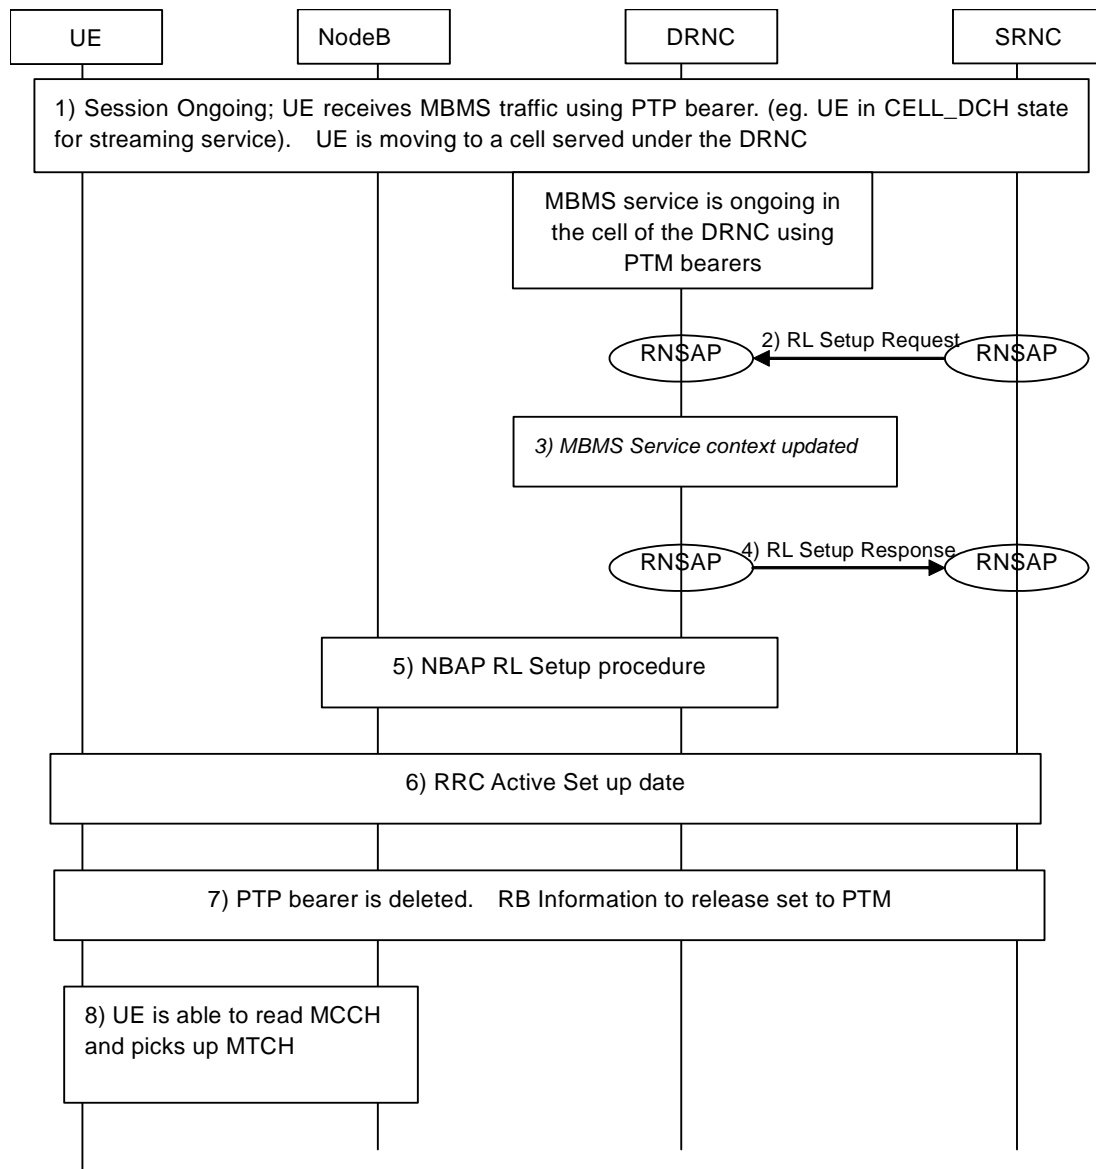 UE
NodeB
DRNC
SRNC
1) Session Ongoing; UE receives MBMS traffic using PTP bearer. (eg. UE in CELL_DCH state
for streaming service). UE is moving to a cell served under the DRNC
MBMS service is ongoing in
the cell of the DRNC using
PTM bearers
RNSAP
2) RL Setup Request
RNSAP
3) MBMS Service context updated
RNSAP
4) RL Setup Response
RNSAP
5) NBAP RL Setup procedure
6) RRC Active Set up date
7) PTP bearer is deleted. RB Information to release set to PTM
8) UE is able to read MCCH
and picks up MTCH